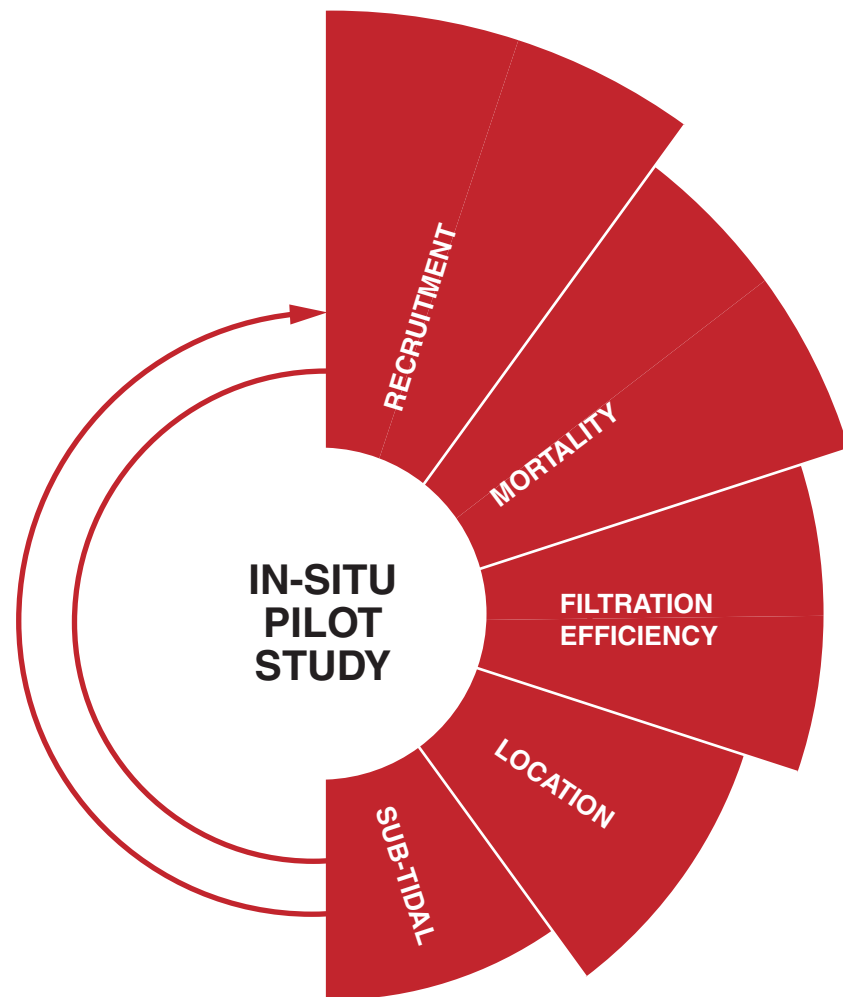 RECRUITMENT
MORTALITY
IN-SITU
PILOT
STUDY
FILTRATION
EFFICIENCY
LOCATION
SUB-TIDAL